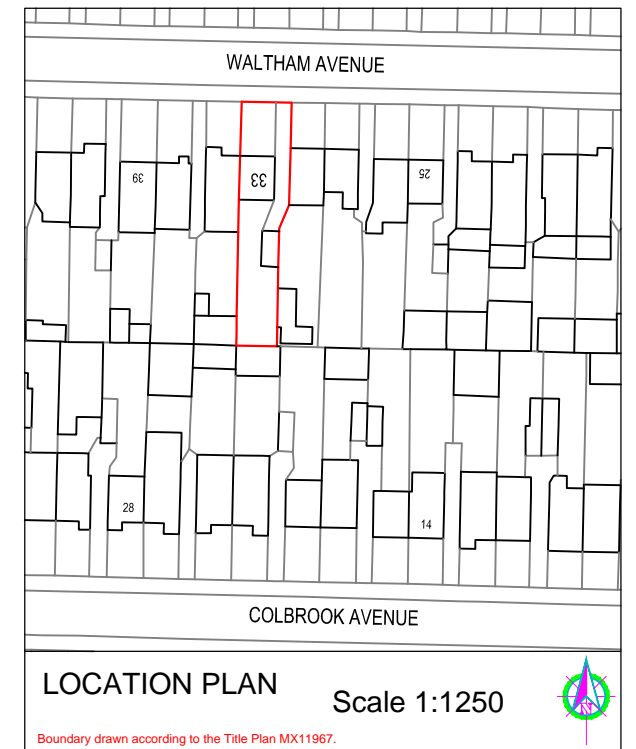 WALTHAM AVENUE
39
33
25
28
14
COLBROOK AVENUE
LOCATION PLAN
Scale 1:1250
N
Boundary drawn according to the Title Plan MX11967.